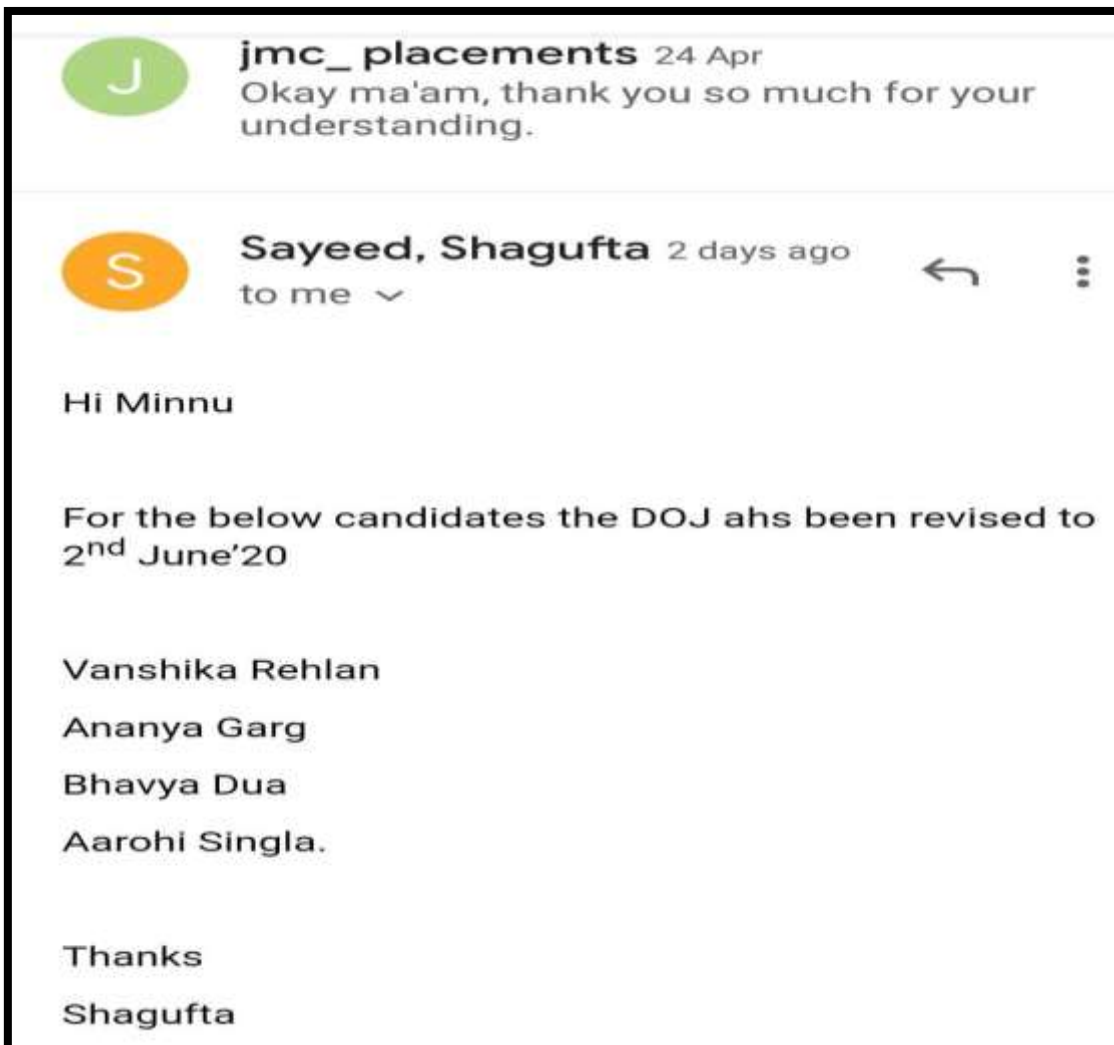 J
jmc_ placements 24 Apr
Okay ma'am, thank you so much for your
understanding.
S
Sayeed, Shagufta 2 days ago
to me
Hi Minnu
For the below candidates the DOJ ahs been revised to
2nd June'20
Vanshika Rehlan
Ananya Garg
Bhavya Dua
Aarohi Singla.
Thanks
Shagufta